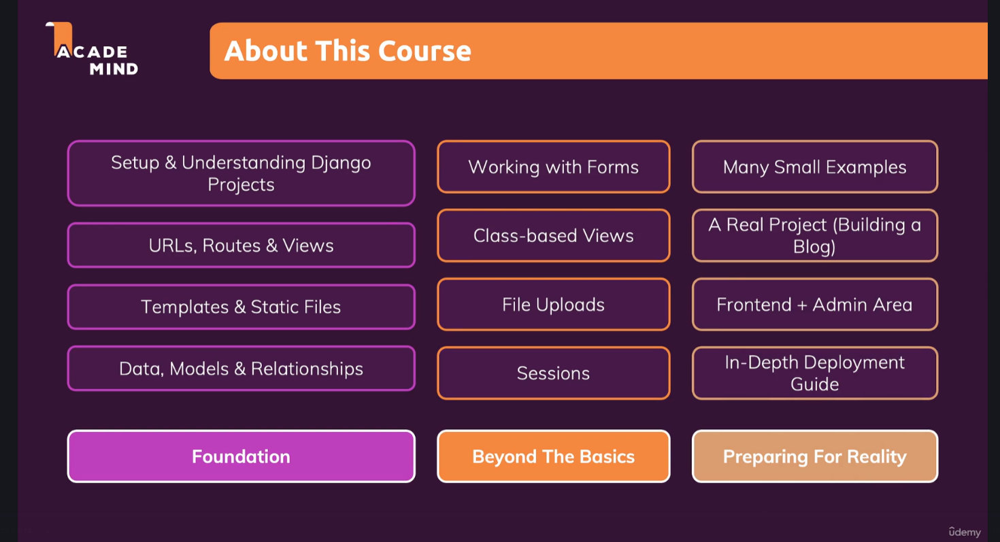 ACADE
MIND
About This Course
Setup & Understanding Django
Projects
URLs, Routes & Views
Templates & Static Files
Data, Models & Relationships
Foundation
Working with Forms
Class-based Views
File Uploads
Sessions
Beyond The Basics
Many Small Examples
A Real Project (Building a
Blog)
Frontend + Admin Area
In-Depth Deployment
Guide
Preparing For Reality
ûdemy